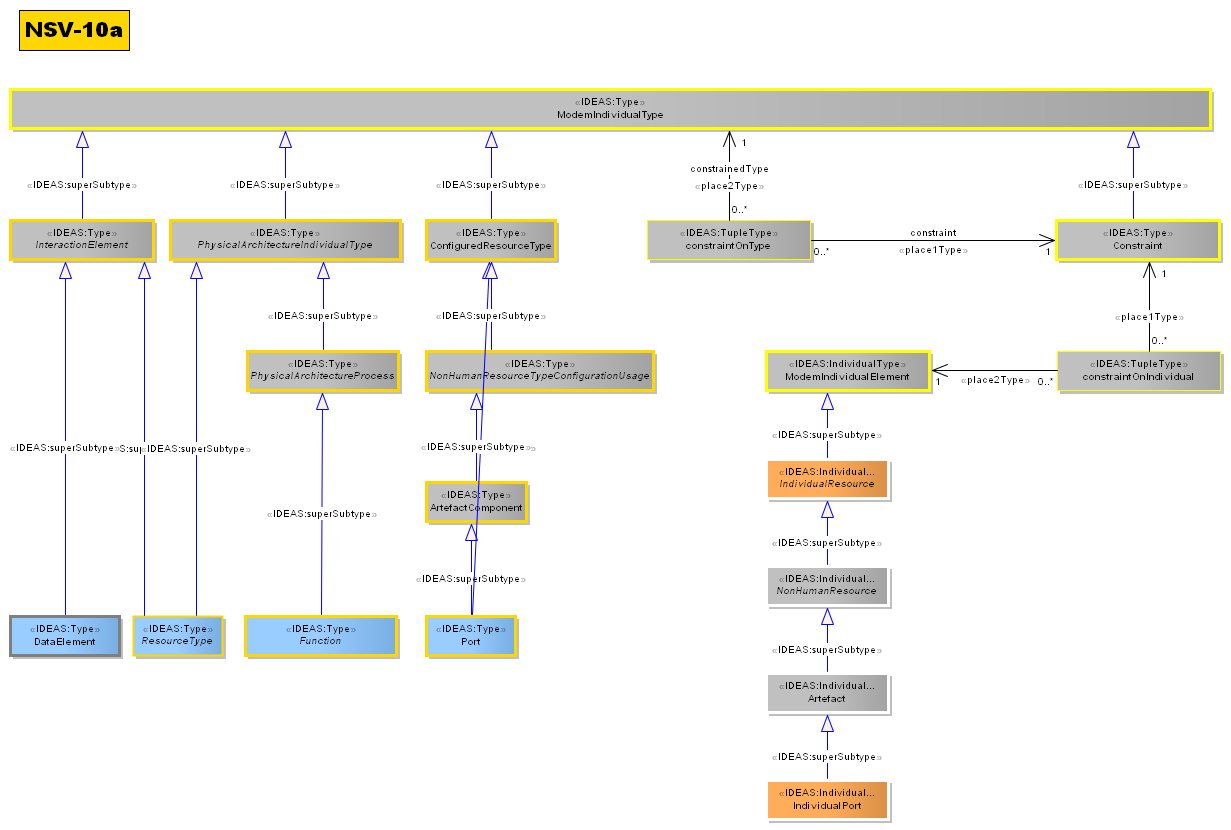 NSV-10a
«IDEAS:Type»
ModemIndividualType
1
constrainedType
«place2Type»
0..*
«IDEAS:superSubtype»
«IDEAS:superSubtype»
«IDEAS:superSubtype»
«IDEAS:superSubtype»
«IDEAS:Type»
InteractionElement
«IDEAS:Type»
PhysicalArchitectureIndividualType
«IDEAS:Type»
ConfiguredResourceType
«IDEAS:TupleType»
constraintOnType
constraint
«place1Type»
0..*
1
«IDEAS:Type»
Constraint
1
«place1Type»
0..*
«IDEAS:superSubtype»
«IDEAS:superSubtype»
«IDEAS:Type»
PhysicalArchitectureProcess
«IDEAS:Type»
NonHumanResourceTypeConfigurationUsage
«IDEAS:IndividualType»
ModemIndividualElement
1
«place2Type»
0..*
«IDEAS:TupleType»
constraintOnIndividual
«IDEAS:superSubtype»
«IDEAS:superSubtype»
«IDEAS:superSubtype»
«IDEAS:superSubtype»
«IDEAS:superSubtype»
«IDEAS:Individual...
IndividualResource
«IDEAS:Type»
ArtefactComponent
«IDEAS:superSubtype»
«IDEAS:superSubtype»
«IDEAS:superSubtype»
«IDEAS:Individual...
NonHumanResource
«IDEAS:Type»
DataElement
«IDEAS:Type»
ResourceType
«IDEAS:Type»
Function
«IDEAS:Type»
Port
«IDEAS:superSubtype»
«IDEAS:Individual...
Artefact
«IDEAS:superSubtype»
«IDEAS:Individual...
IndividualPort